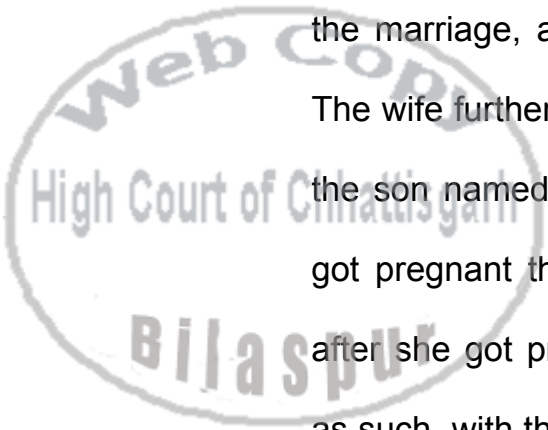 Web Copy
High Court of Chhattisgarh
Bilaspur
the marriage, a
The wife further
the son named
got pregnant th
after she got pr
as such, with th